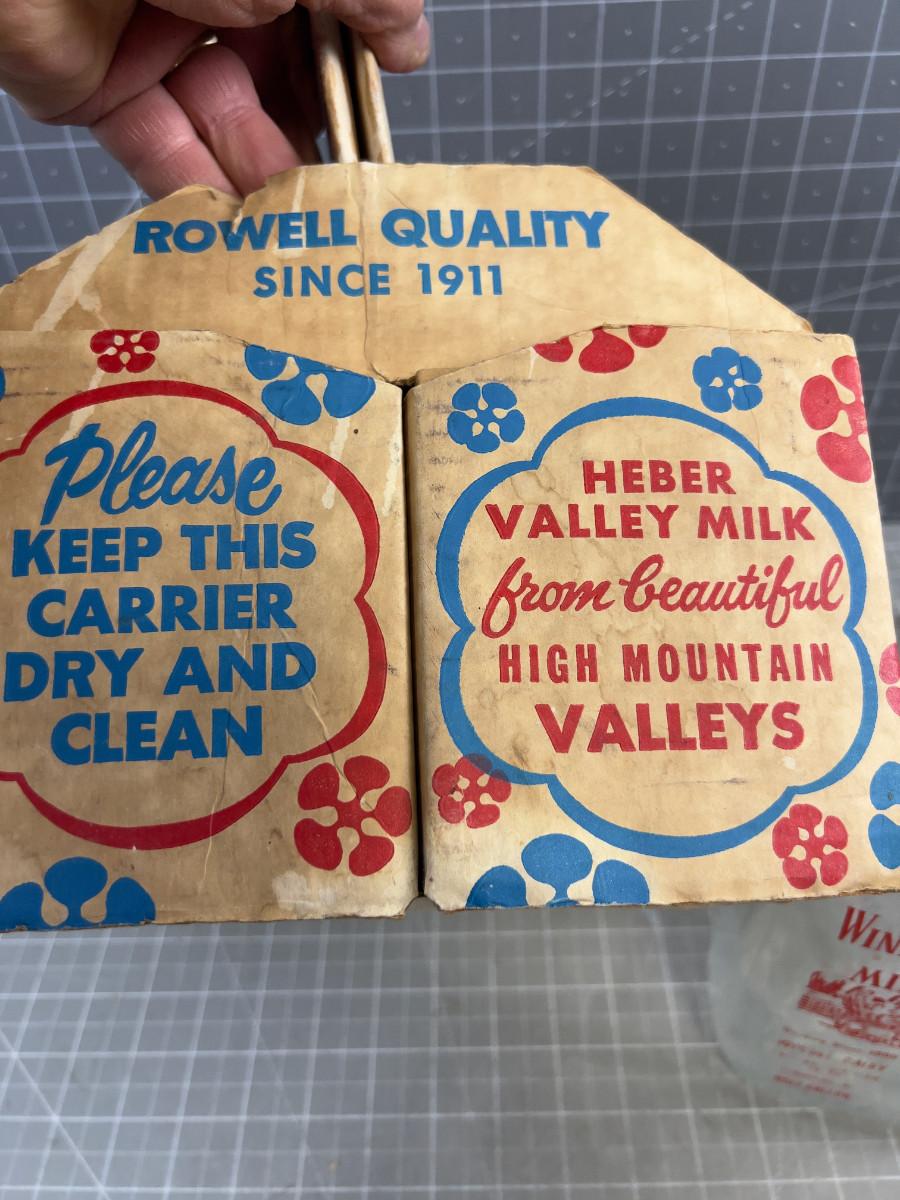 ROWELL QUALITY
SINCE 1911
Please
KEEP THIS
CARRIER
DRY AND
CLEAN
HEBER
VALLEY MILK
from beautiful
HIGH MOUNTAIN
VALLEYS